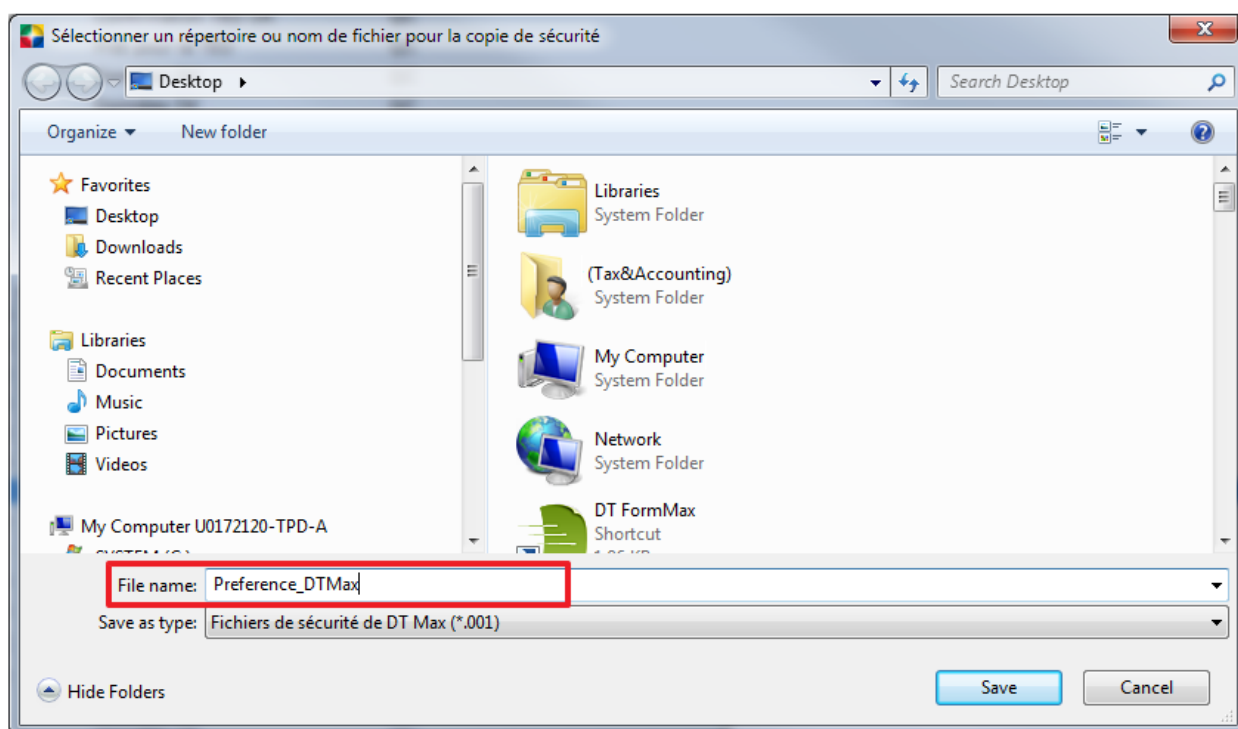 Sélectionner un répertoire ou nom de fichier pour la copie de sécurité
x
Desktop
Search Desktop
Organize
New folder
Favorites
Desktop
Downloads
Recent Places
Libraries
Documents
Music
Pictures
Videos
My Computer U0172120-TPD-A
Libraries
System Folder
(Tax&Accounting)
System Folder
My Computer
System Folder
Network
System Folder
DT FormMax
Shortcut
File name: Preference_DTMax
Save as type: Fichiers de sécurité de DT Max (*.001)
Hide Folders
Save
Cancel